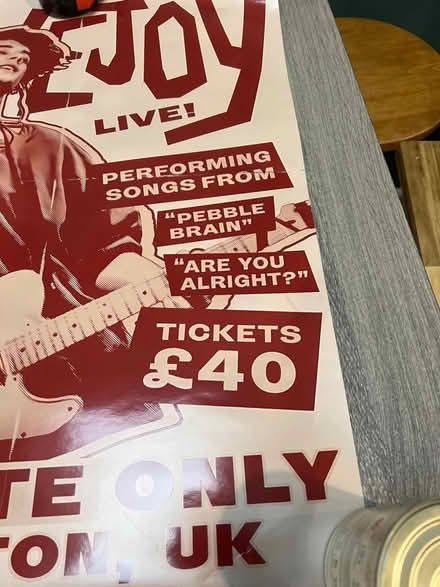 EJOY
LIVE!
PERFORMING
SONGS FROM
"PEBBLE
BRAIN"
"ARE YOU
ALRIGHT?"
TICKETS
£40
TE ONLY
TON, UK